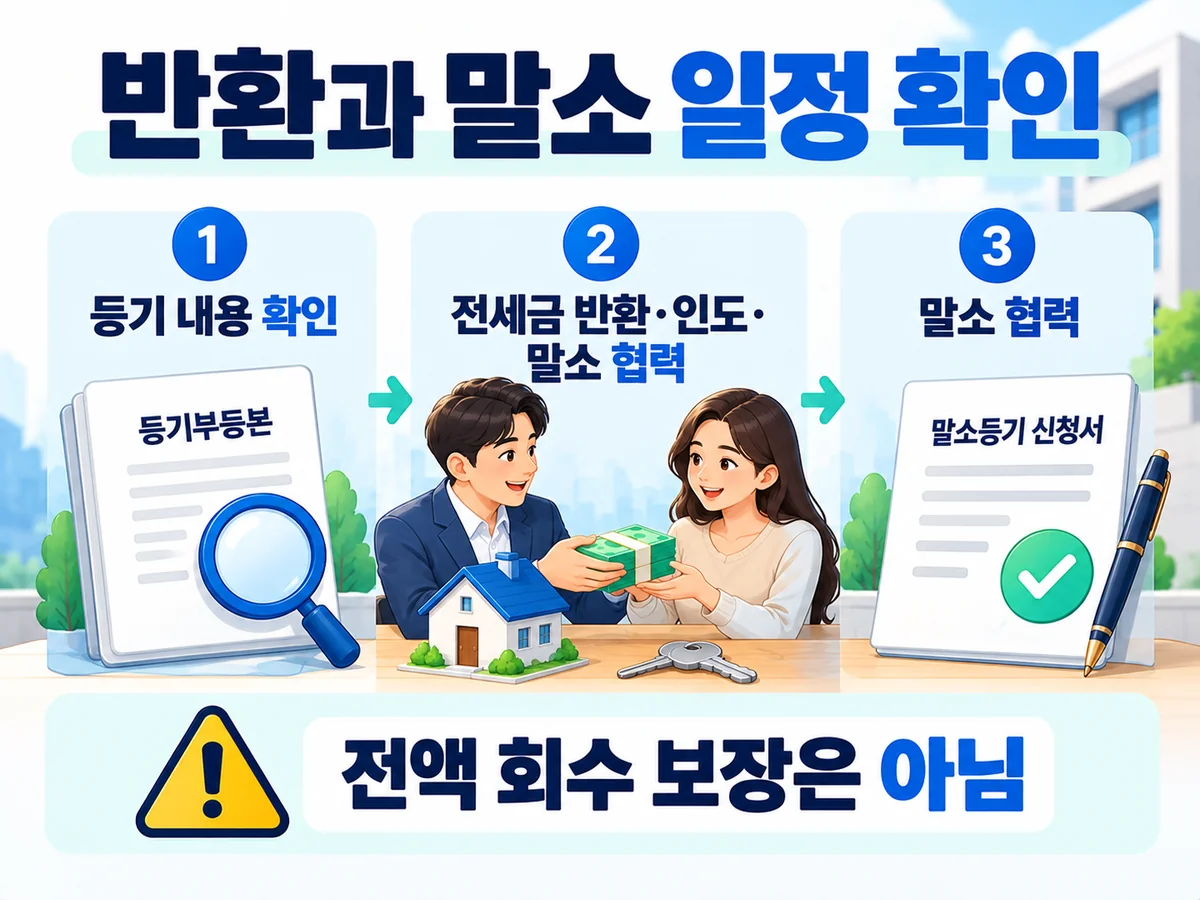 반환과 말소 일정 확인
1
등기 내용 확인
등기부등본
2
전세금 반환·인도·
말소 협력
3
말소 협력
말소등기 신청서
전액 회수 보장은 아님